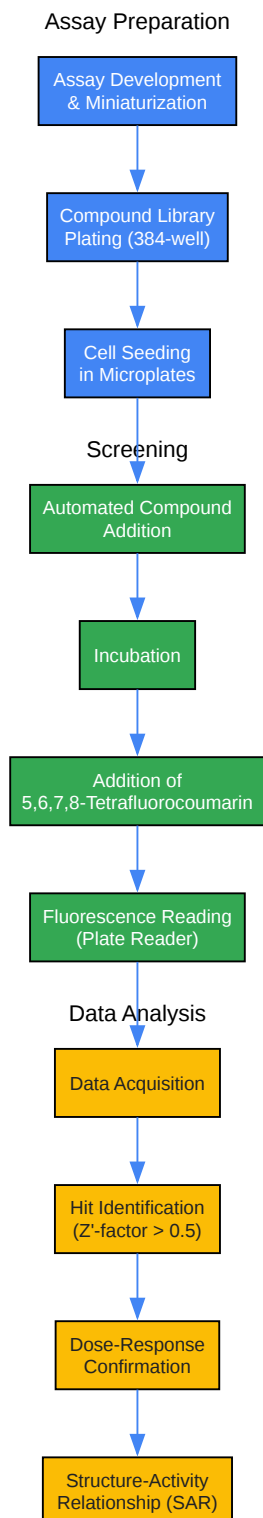 Assay Preparation
Assay Development
& Miniaturization
Compound Library
Plating (384-well)
Cell Seeding
in Microplates
Screening
Automated Compound
Addition
Incubation
Addition of
5,6,7,8-Tetrafluorocoumarin
Fluorescence Reading
(Plate Reader)
Data Analysis
Data Acquisition
Hit Identification
(Z'-factor > 0.5)
Dose-Response
Confirmation
Structure-Activity
Relationship (SAR)